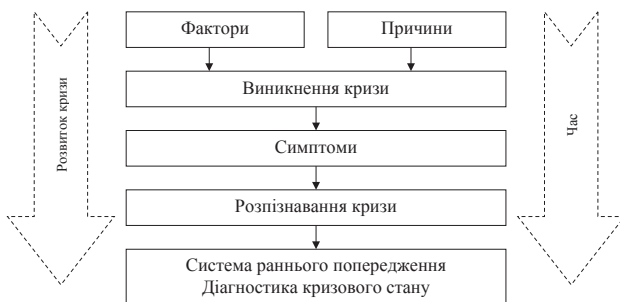 Фактори
Причини
Виникнення кризи
Симптоми
Розпізнавання кризи
Система раннього попередження
Діагностика кризового стану
Розвиток кризи
Час